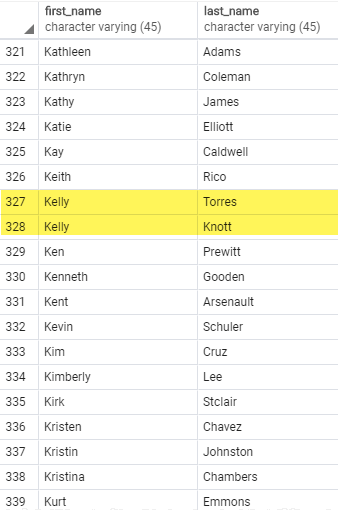 first_name last_name
character varying (45) character varying (45)
321 Kathleen Adams
322 Kathryn Coleman
323 Kathy James
324 Katie Elliott
325 Kay Caldwell
326 Keith Rico
327 Kelly Torres
328 Kelly Knott
329 Ken Prewitt
330 Kenneth Gooden
331 Kent Arsenault
332 Kevin Schuler
333 Kim Cruz
334 Kimberly Lee
335 Kirk Stclair
336 Kristen Chavez
337 Kristin Johnston
338 Kristina Chambers
339 Kurt Emmons